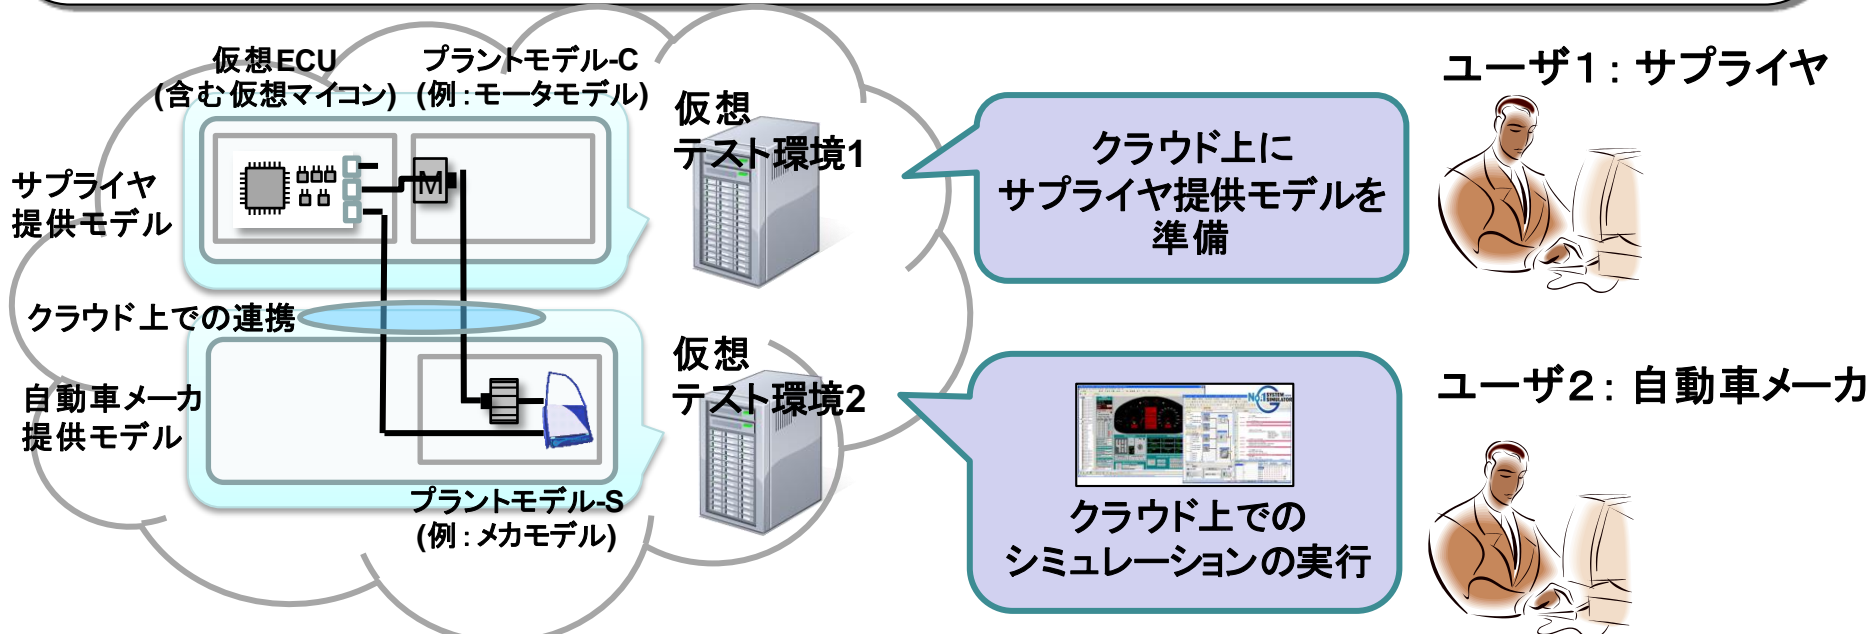 仮想ECU
(含む仮想マイコン)
プラントモデル-C
(例：モータモデル)
仮想
テスト環境1
M
サプライヤ
提供モデル
クラウド上に
サプライヤ提供モデルを
準備
ユーザ1：サプライヤ
クラウド上での連携
自動車メーカ
提供モデル
プラントモデル-S
(例：メカモデル)
仮想
テスト環境2
No.1 SYSTEM
SIMULATOR
クラウド上での
シミュレーションの実行
ユーザ2：自動車メーカ